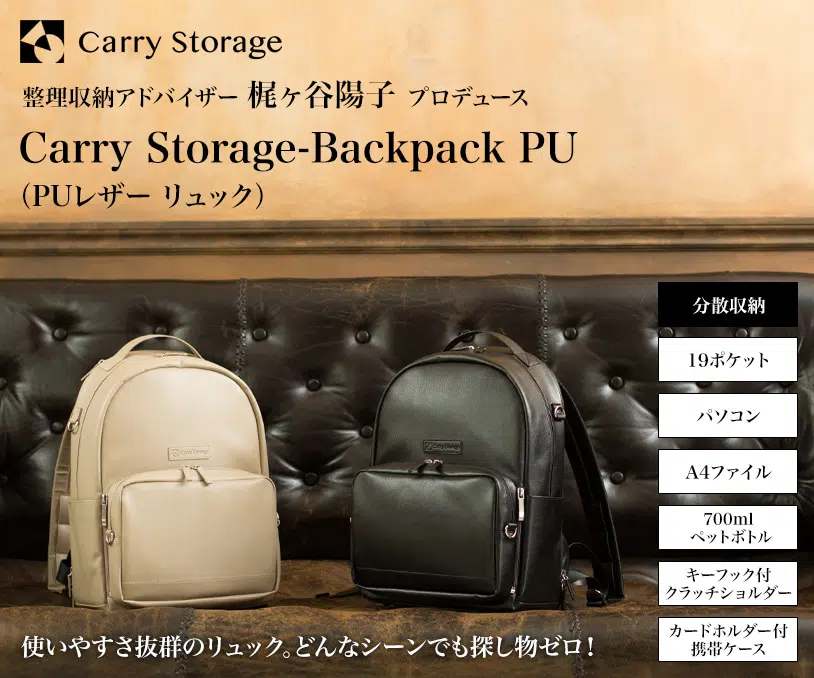 Carry Storage
整理収納アドバイザー 梶ヶ谷陽子 プロデュース
Carry Storage-Backpack PU
（PUレザー リュック）
分散収納
19ポケット
パソコン
A4ファイル
700ml
ペットボトル
キーフック付
クラッチショルダー
カードホルダー付
携帯ケース
Carry Storage
Carry Storage
使いやすさ抜群のリュック。どんなシーンでも探し物ゼロ！